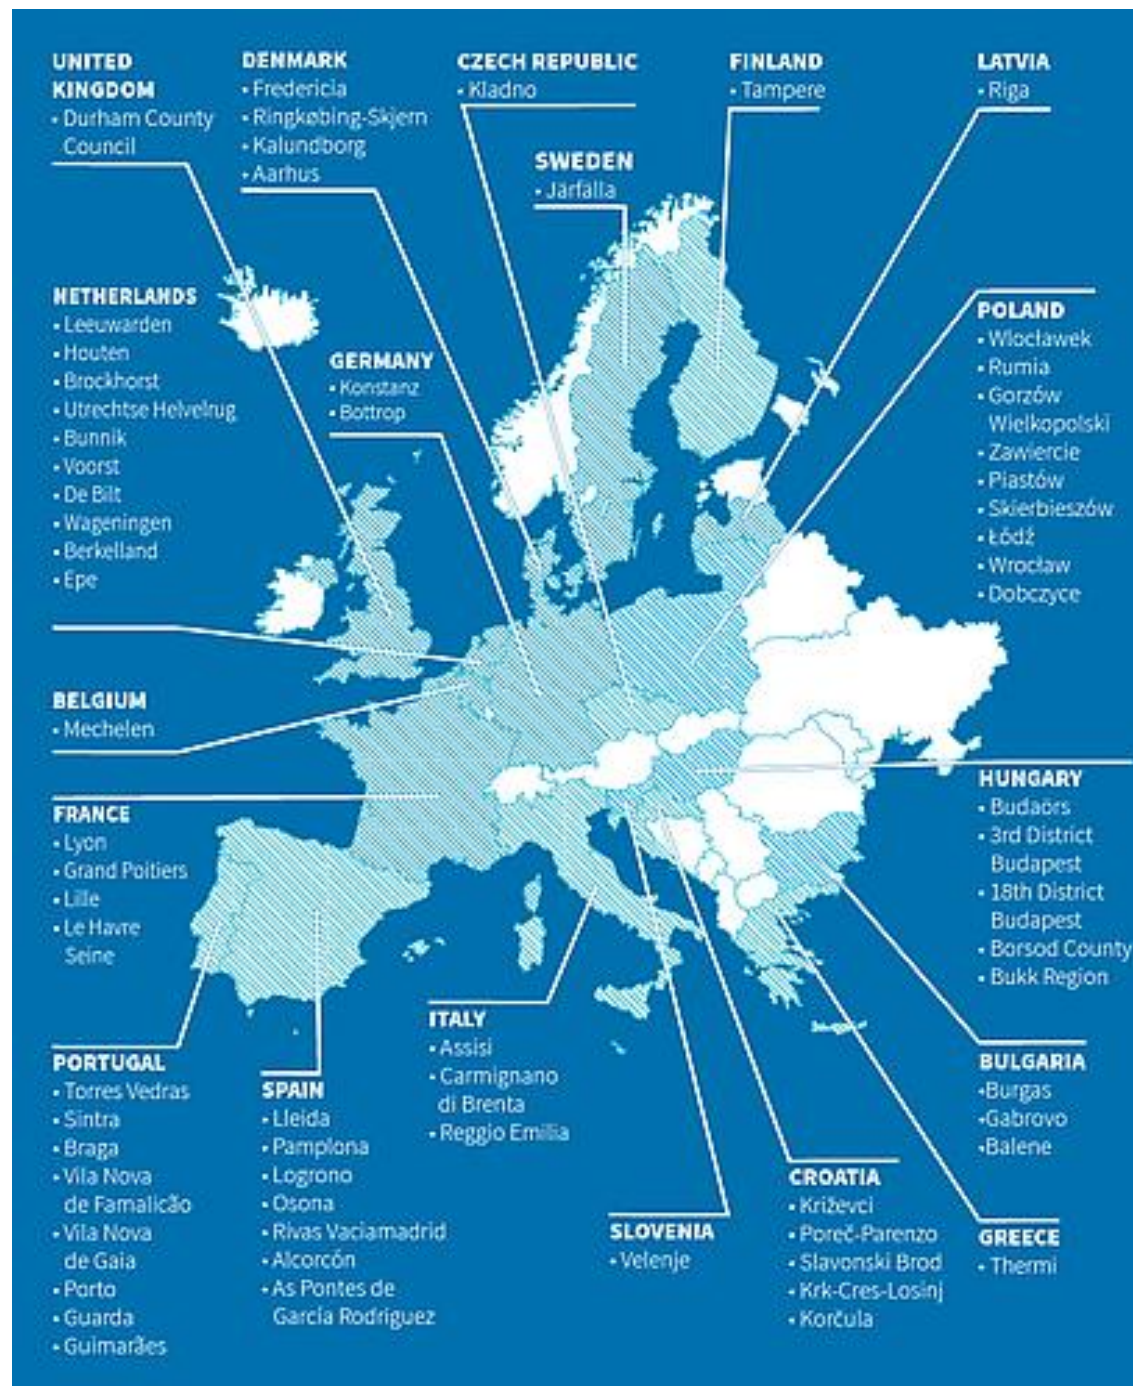 UNITED
KINGDOM
• Durham County
Council
DENMARK
• Fredericia
• Ringkøbing-Skjern
• Kalundborg
• Aarhus
CZECH REPUBLIC
• Kladno
SWEDEN
• Jarfalla
FINLAND
• Tampere
LATVIA
• Riga
NETHERLANDS
• Leeuwarden
• Houten
• Brockhorst
• Utrechtse Helvelrug
• Bunnik
• Voorst
• De Bilt
• Wageningen
• Berkelland
• Epe
GERMANY
• Konstanz
• Bottrop
POLAND
• Wlocławek
• Rumia
• Gorzów
Wielkopolski
• Zawiercie
• Piastów
• Skierbieszów
• Łódź
• Wrocław
• Dobczyce
BELGIUM
• Mechelen
FRANCE
• Lyon
• Grand Poitiers
• Lille
• Le Havre
Seine
HUNGARY
• Budaörs
• 3rd District
Budapest
• 18th District
Budapest
• Borsod County
• Bukk Region
PORTUGAL
• Torres Vedras
• Sintra
• Braga
• Vila Nova
de Famalicão
• Vila Nova
de Gaia
• Porto
• Guarda
• Guimarães
SPAIN
• Lleida
• Pamplona
• Logrono
• Osona
• Rivas Vaciamadrid
• Alcorcón
• As Pontes de
García Rodríguez
ITALY
• Assisi
• Carmignano
di Brenta
• Reggio Emilia
SLOVENIA
• Velenje
CROATIA
• Križevci
• Poreč-Parenzo
• Slavonski Brod
• Krk-Cres-Losinj
• Korčula
BULGARIA
•Burgas
•Gabrovo
•Balene
GREECE
• Thermi